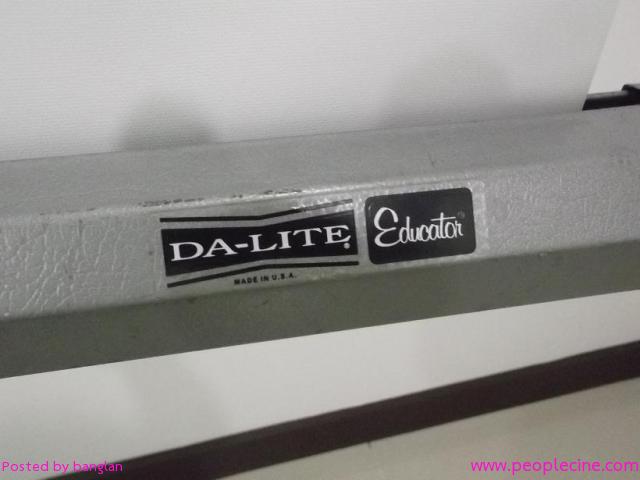 DA-LITE®
MADE IN U.S.A.
Educator
Posted by banglan
www.peoplecine.com